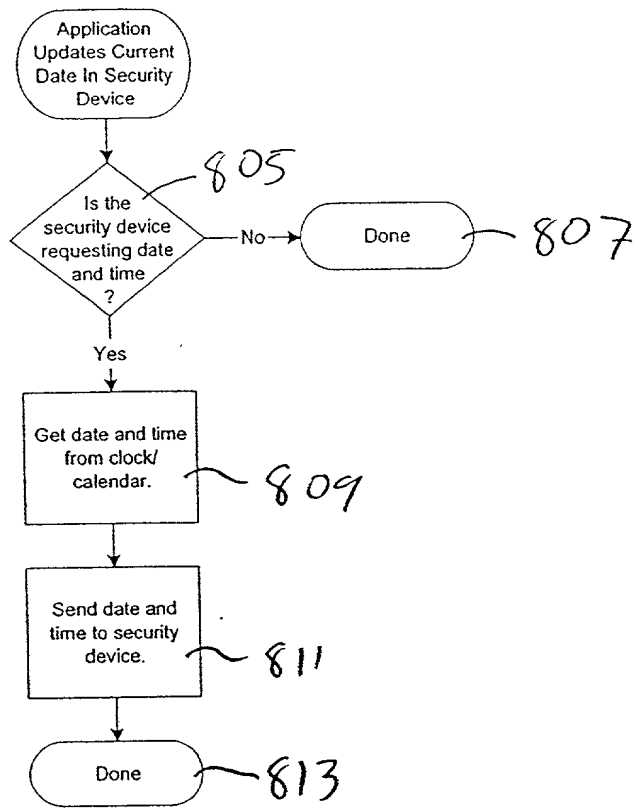 Application
Updates Current
Date In Security
Device
805
Is the
security device
requesting date
and time
?
No
Done
807
Yes
Get date and time
from clock/
calendar.
809
Send date and
time to security
device.
811
Done
813